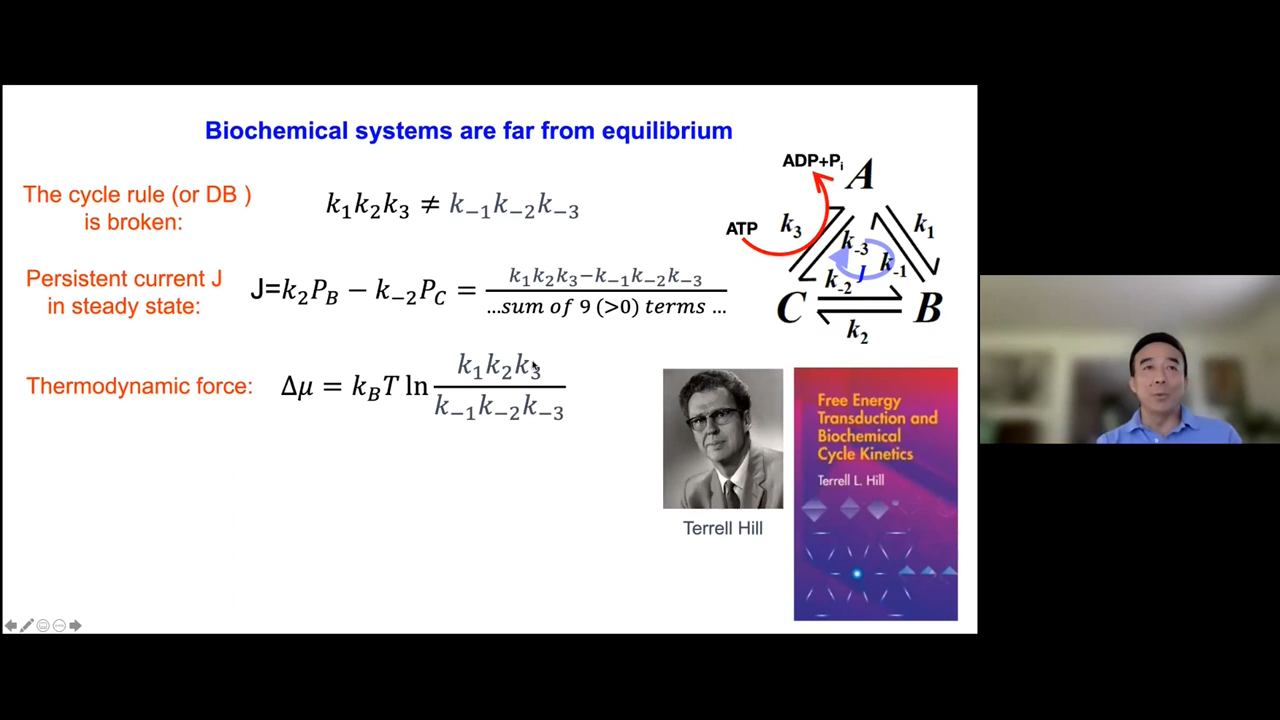 Biochemical systems are far from equilibrium
The cycle rule (or DB )
is broken:
k₁k₂k₃ ≠ k₋₁k₋₂k₋₃
Persistent current J
in steady state:
J=k₂P_B − k₋₂P_C = (k₁k₂k₃−k₋₁k₋₂k₋₃)/(...sum of 9 (>0) terms ...)
Thermodynamic force:
Δμ = k_BT ln (k₁k₂k₃)/(k₋₁k₋₂k₋₃)
ADP+Pᵢ
A
ATP
k₃
k₁
k₋₃
k₋₁
J
k₋₂
C
B
k₂
Terrell Hill
Free Energy
Transduction and
Biochemical
Cycle Kinetics
Terrell L. Hill